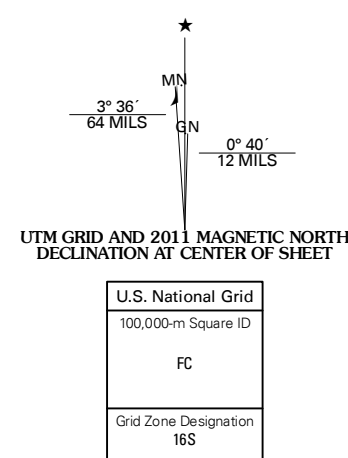 ★
MN
3° 36´
64 MILS
GN
0° 40´
12 MILS
UTM GRID AND 2011 MAGNETIC NORTH
DECLINATION AT CENTER OF SHEET
U.S. National Grid
100,000-m Square ID
FC
Grid Zone Designation
16S